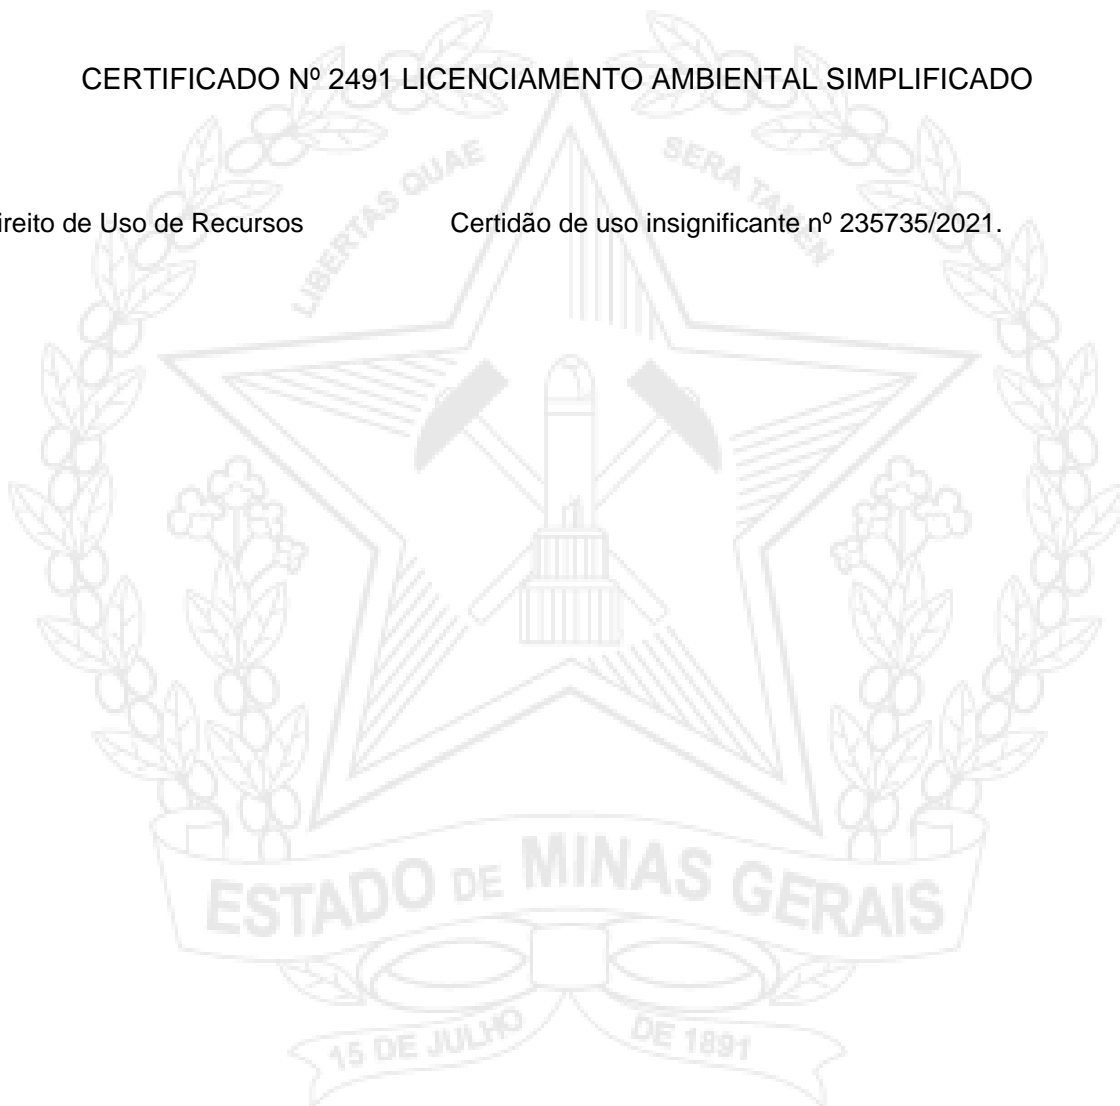 CERTIFICADO Nº 2491 LICENCIAMENTO AMBIENTAL SIMPLIFICADO
LIBERTAS QUAE SERA TAMEN
ireito de Uso de Recursos Certidão de uso insignificante nº 235735/2021.
ESTADO DE MINAS GERAIS
15 DE JULHO DE 1891